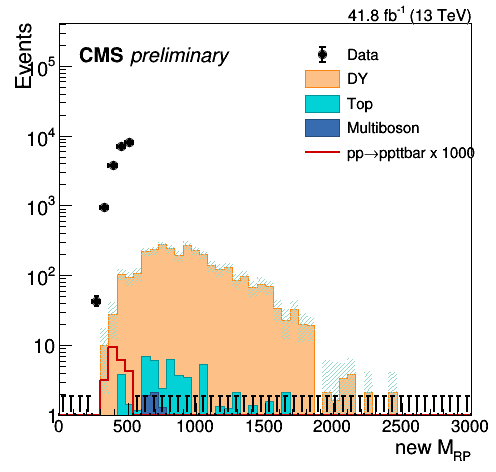 41.8 fb⁻¹ (13 TeV)
Events
CMS preliminary
Data
DY
Top
Multiboson
pp→ppttbar x 1000
10⁵
10⁴
10³
10²
10
1
0 500 1000 1500 2000 2500 3000
new M_RP